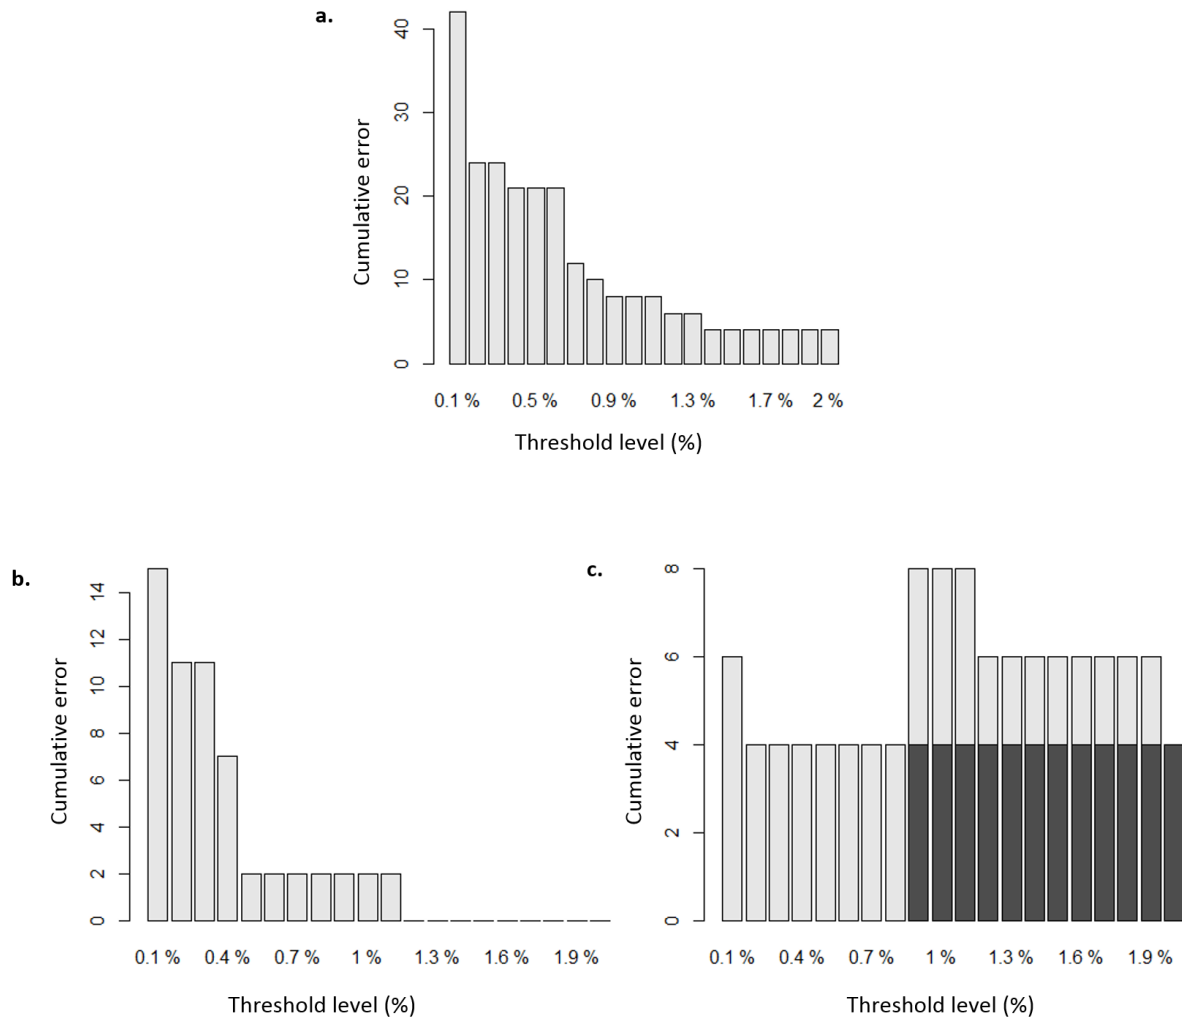 a.
40
30
20
10
0
Cumulative error
0.1 % 0.5 % 0.9 % 1.3 % 1.7 % 2 %
Threshold level (%)
b.
14
12
10
8
6
4
2
0
Cumulative error
0.1 % 0.4 % 0.7 % 1 % 1.3 % 1.6 % 1.9 %
Threshold level (%)
c.
8
6
4
2
0
Cumulative error
0.1 % 0.4 % 0.7 % 1 % 1.3 % 1.6 % 1.9 %
Threshold level (%)